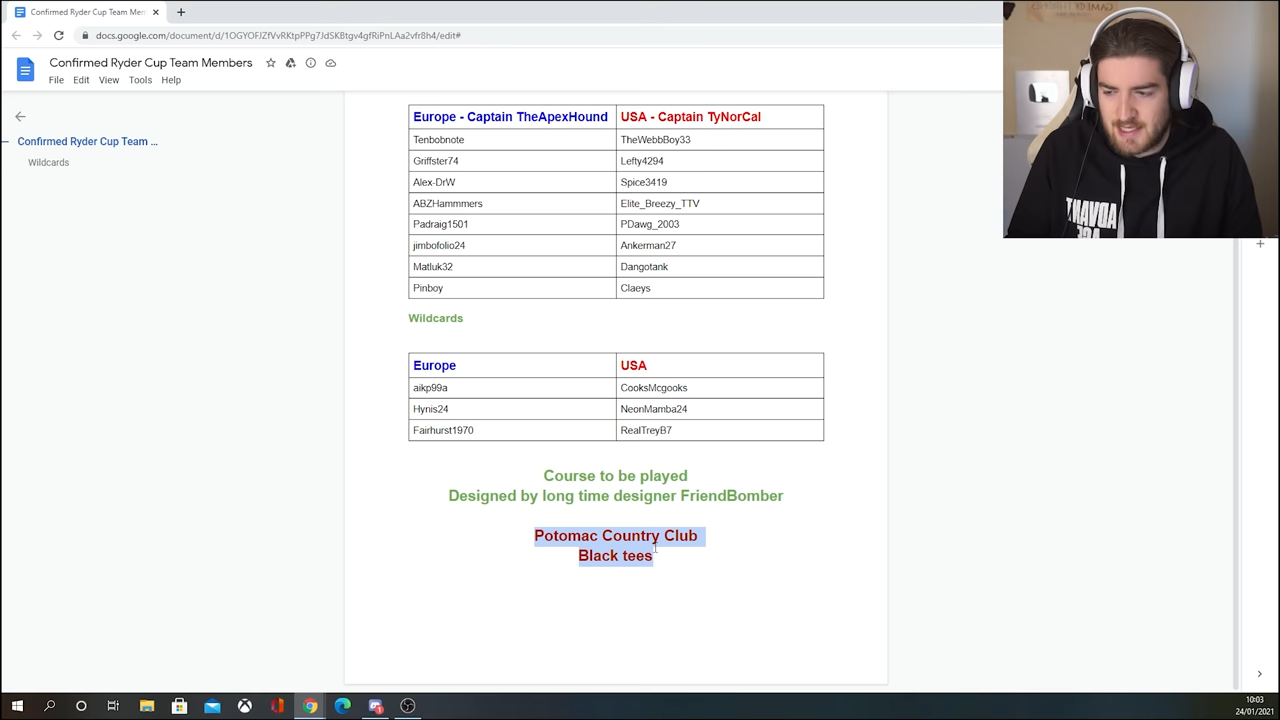 Confirmed Ryder Cup Team Mem
docs.google.com/document/d/1OGYOFJZfVvRKtpPPg7JdSKBtgv4gfRiPnLAa2vfr8h4/edit#
Confirmed Ryder Cup Team Members
File Edit View Tools Help
Confirmed Ryder Cup Team ...
Wildcards
Europe - Captain TheApexHound USA - Captain TyNorCal
Tenbobnote TheWebbBoy33
Griffster74 Lefty4294
Alex-DrW Spice3419
ABZHammmers Elite_Breezy_TTV
Padraig1501 PDawg_2003
jimbofolio24 Ankerman27
Matluk32 Dangotank
Pinboy Claeys
Wildcards
Europe USA
aikp99a CooksMcgooks
Hynis24 NeonMamba24
Fairhurst1970 RealTreyB7
Course to be played
Designed by long time designer FriendBomber
Potomac Country Club
Black tees
10:03
24/01/2021